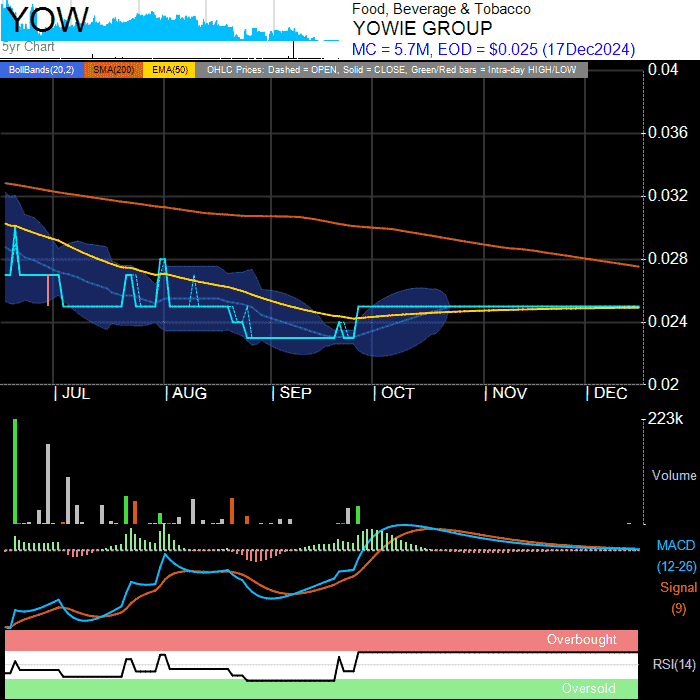 YOW
5yr Chart
Food, Beverage & Tobacco
YOWIE GROUP
MC = 5.7M, EOD = $0.025 (17Dec2024)
BollBands(20,2) SMA(200) EMA(50) OHLC Prices: Dashed = OPEN, Solid = CLOSE, Green/Red bars = Intra-day HIGH/LOW
0.04
0.036
0.032
0.028
0.024
0.02
| JUL | AUG | SEP | OCT | NOV | DEC
223k
Volume
MACD
(12-26)
Signal
(9)
Overbought
RSI(14)
Oversold